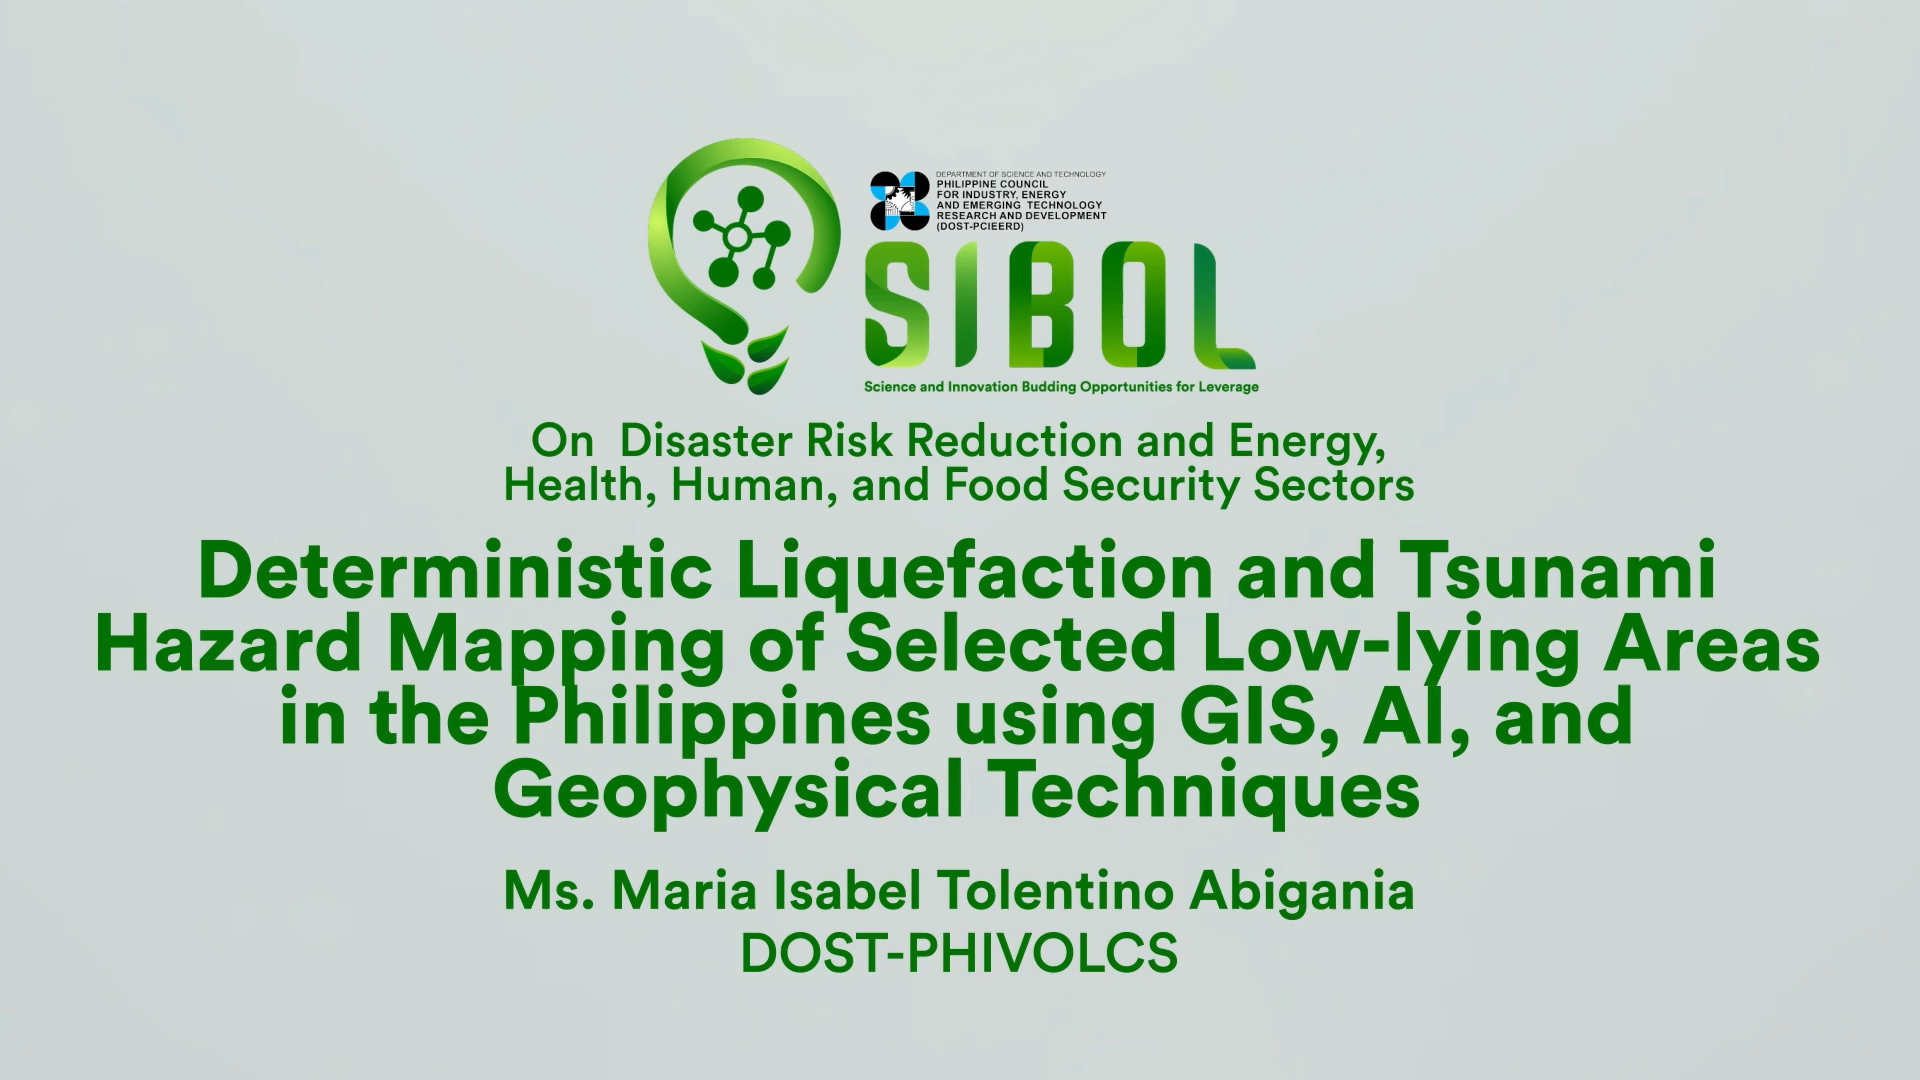 DEPARTMENT OF SCIENCE AND TECHNOLOGY
PHILIPPINE COUNCIL
FOR INDUSTRY, ENERGY
AND EMERGING TECHNOLOGY
RESEARCH AND DEVELOPMENT
(DOST-PCIEERD)
SIBOL
Science and Innovation Budding Opportunities for Leverage
On Disaster Risk Reduction and Energy,
Health, Human, and Food Security Sectors
Deterministic Liquefaction and Tsunami
Hazard Mapping of Selected Low-lying Areas
in the Philippines using GIS, AI, and
Geophysical Techniques
Ms. Maria Isabel Tolentino Abigania
DOST-PHIVOLCS